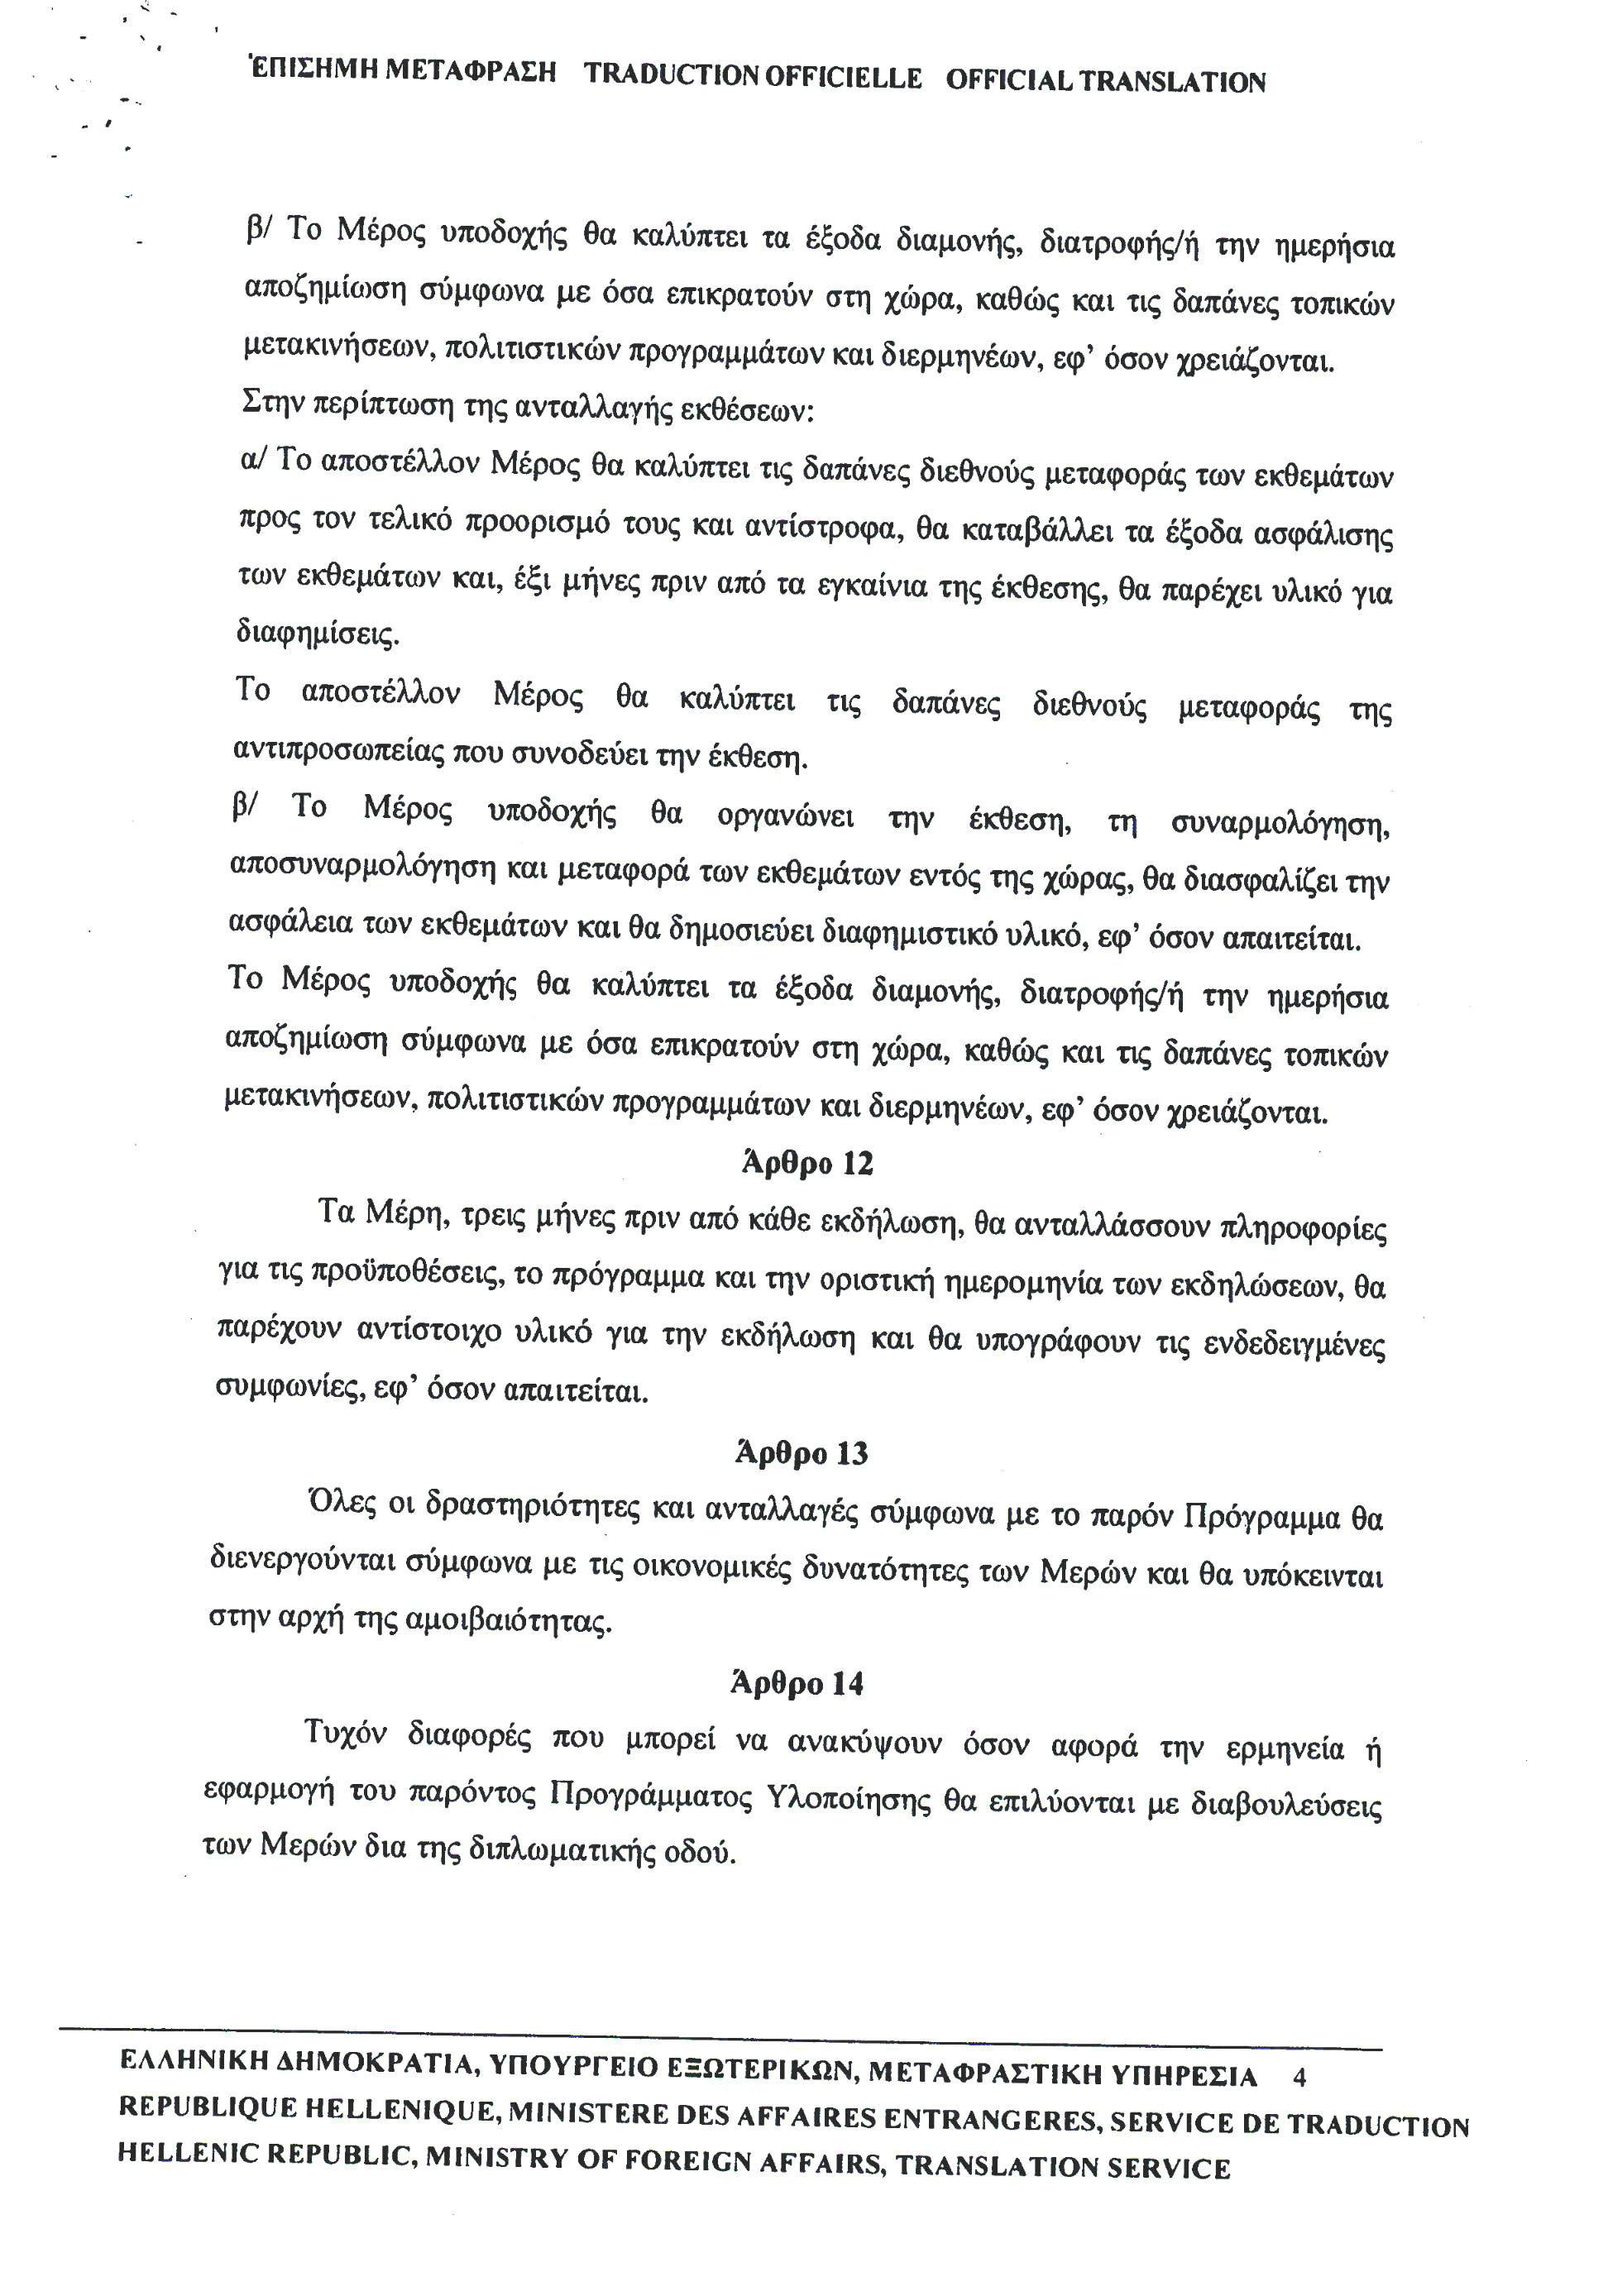 ἘΠΙΣΗΜΗ ΜΕΤΑΦΡΑΣΗ TRADUCTION OFFICIELLE OFFICIAL TRANSLATION
β/ Το Μέρος υποδοχής θα καλύπτει τα έξοδα διαμονής, διατροφής/ή την ημερήσια
αποζημίωση σύμφωνα με όσα επικρατούν στη χώρα, καθώς και τις δαπάνες τοπικών
μετακινήσεων, πολιτιστικών προγραμμάτων και διερμηνέων, εφ’ όσον χρειάζονται.
Στην περίπτωση της ανταλλαγής εκθέσεων:
α/ Το αποστέλλον Μέρος θα καλύπτει τις δαπάνες διεθνούς μεταφοράς των εκθεμάτων
προς τον τελικό προορισμό τους και αντίστροφα, θα καταβάλλει τα έξοδα ασφάλισης
των εκθεμάτων και, έξι μήνες πριν από τα εγκαίνια της έκθεσης, θα παρέχει υλικό για
διαφημίσεις.
Το αποστέλλον Μέρος θα καλύπτει τις δαπάνες διεθνούς μεταφοράς της
αντιπροσωπείας που συνοδεύει την έκθεση.
β/ Το Μέρος υποδοχής θα οργανώνει την έκθεση, τη συναρμολόγηση,
αποσυναρμολόγηση και μεταφορά των εκθεμάτων εντός της χώρας, θα διασφαλίζει την
ασφάλεια των εκθεμάτων και θα δημοσιεύει διαφημιστικό υλικό, εφ’ όσον απαιτείται.
Το Μέρος υποδοχής θα καλύπτει τα έξοδα διαμονής, διατροφής/ή την ημερήσια
αποζημίωση σύμφωνα με όσα επικρατούν στη χώρα, καθώς και τις δαπάνες τοπικών
μετακινήσεων, πολιτιστικών προγραμμάτων και διερμηνέων, εφ’ όσον χρειάζονται.
Άρθρο 12
Τα Μέρη, τρεις μήνες πριν από κάθε εκδήλωση, θα ανταλλάσσουν πληροφορίες
για τις προϋποθέσεις, το πρόγραμμα και την οριστική ημερομηνία των εκδηλώσεων, θα
παρέχουν αντίστοιχο υλικό για την εκδήλωση και θα υπογράφουν τις ενδεδειγμένες
συμφωνίες, εφ’ όσον απαιτείται.
Άρθρο 13
Όλες οι δραστηριότητες και ανταλλαγές σύμφωνα με το παρόν Πρόγραμμα θα
διενεργούνται σύμφωνα με τις οικονομικές δυνατότητες των Μερών και θα υπόκεινται
στην αρχή της αμοιβαιότητας.
Άρθρο 14
Τυχόν διαφορές που μπορεί να ανακύψουν όσον αφορά την ερμηνεία ή
εφαρμογή του παρόντος Προγράμματος Υλοποίησης θα επιλύονται με διαβουλεύσεις
των Μερών δια της διπλωματικής οδού.
ΕΛΛΗΝΙΚΗ ΔΗΜΟΚΡΑΤΙΑ, ΥΠΟΥΡΓΕΙΟ ΕΞΩΤΕΡΙΚΩΝ, ΜΕΤΑΦΡΑΣΤΙΚΗ ΥΠΗΡΕΣΙΑ 4
REPUBLIQUE HELLENIQUE, MINISTERE DES AFFAIRES ENTRANGERES, SERVICE DE TRADUCTION
HELLENIC REPUBLIC, MINISTRY OF FOREIGN AFFAIRS, TRANSLATION SERVICE